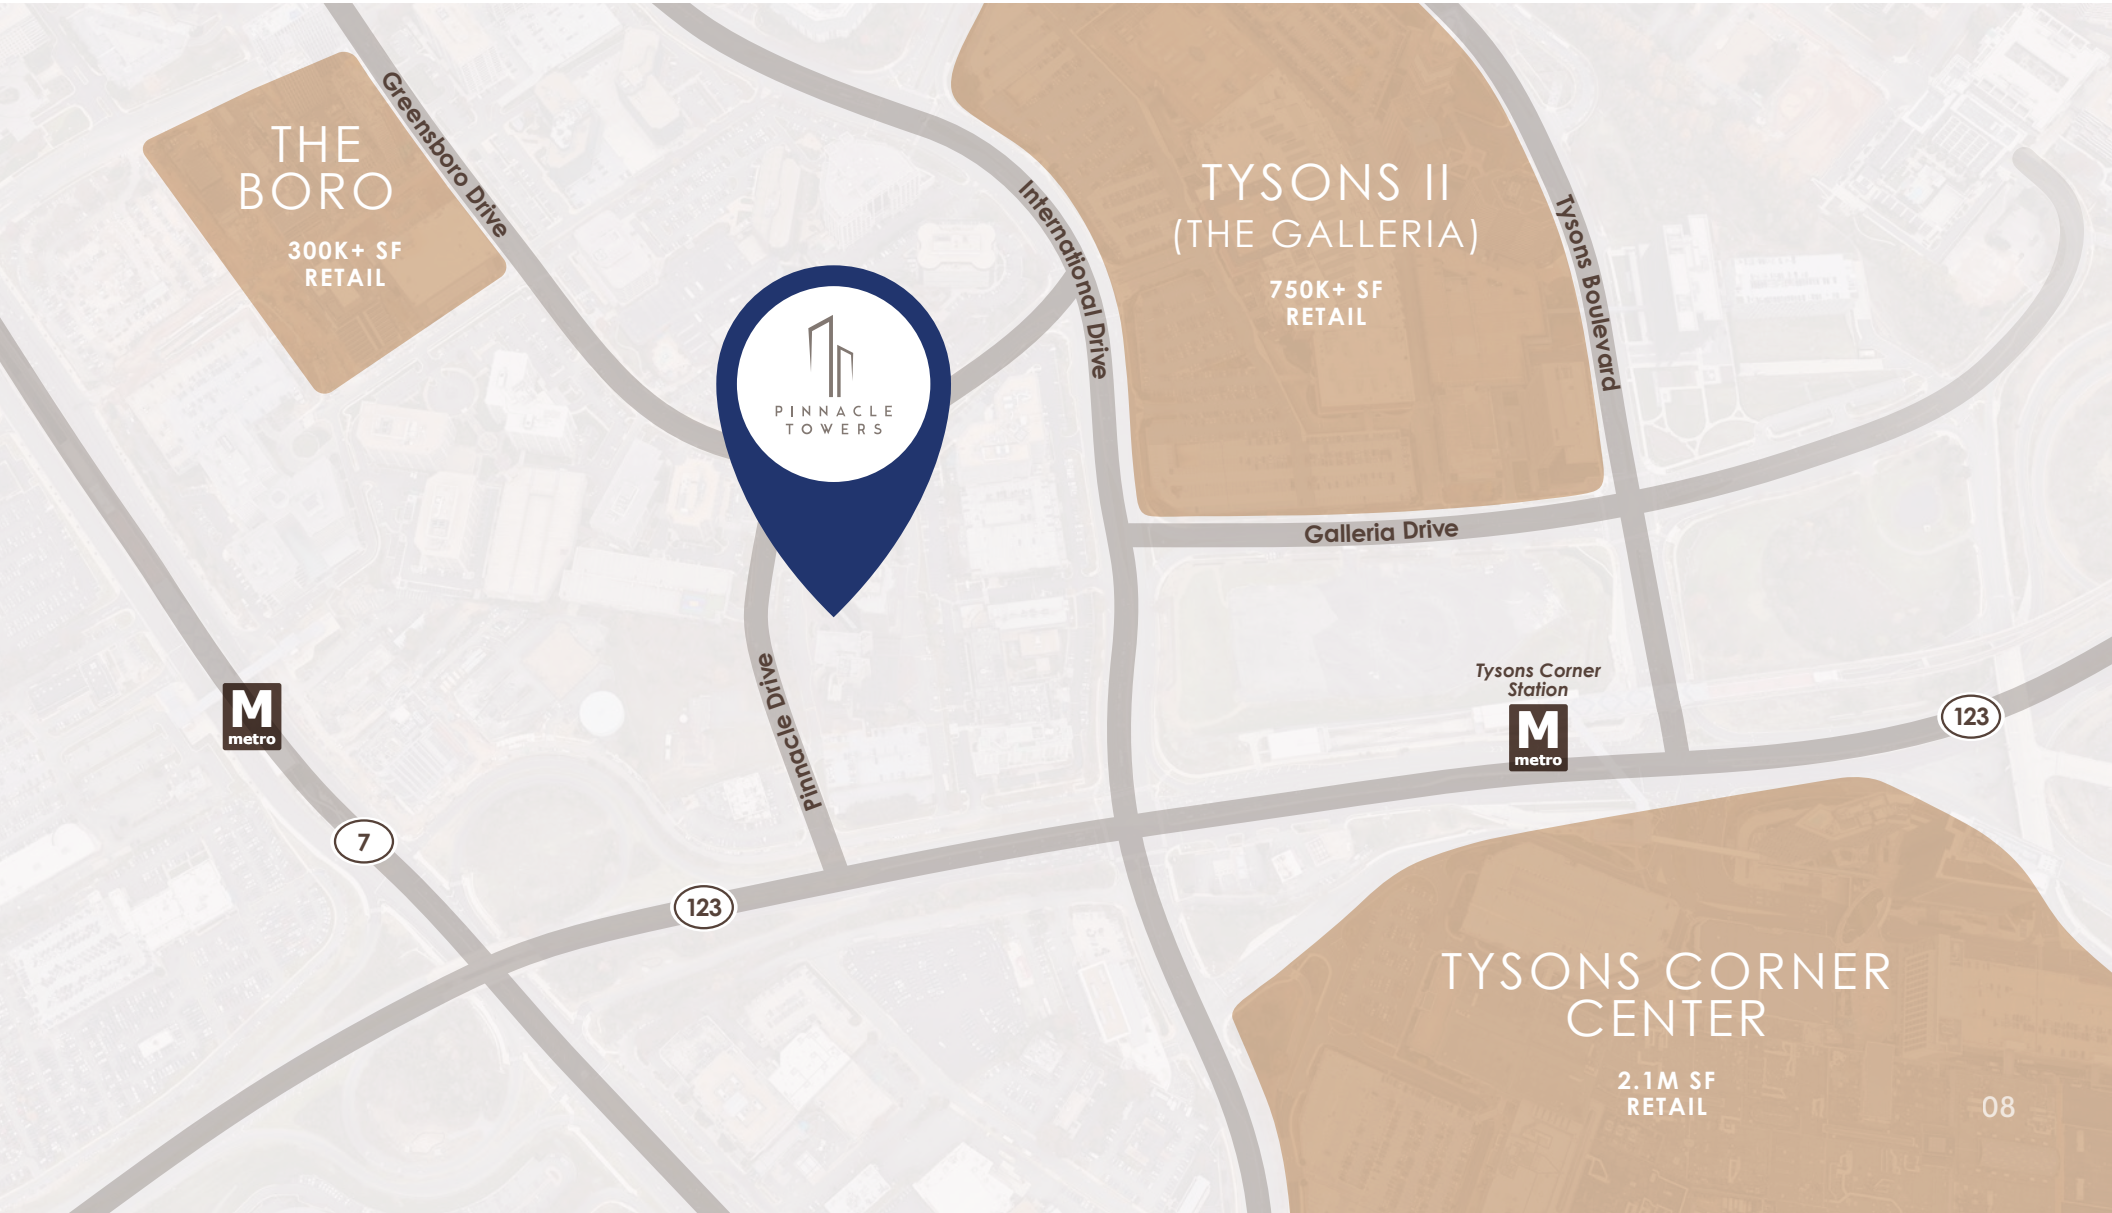 THE
BORO
300K+ SF
RETAIL
Greensboro Drive
International Drive
TYSONS II
(THE GALLERIA)
750K+ SF
RETAIL
Tysons Boulevard
PINNACLE
TOWERS
Galleria Drive
Pinnacle Drive
M
metro
7
123
Tysons Corner
Station
M
metro
123
TYSONS CORNER
CENTER
2.1M SF
RETAIL
08